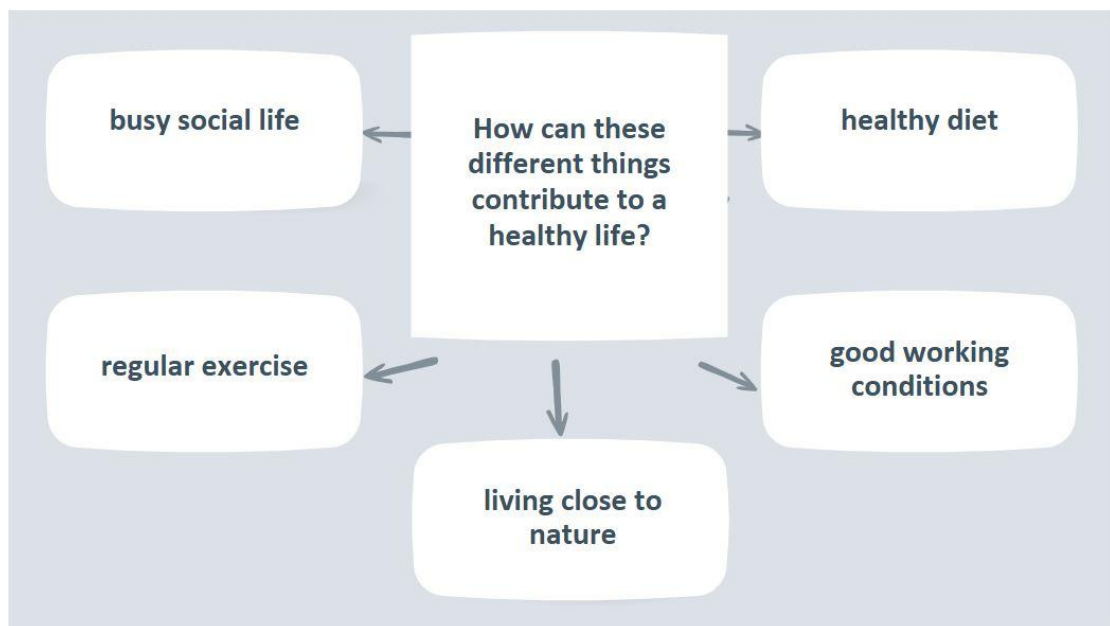 How can these
different things
contribute to a
healthy life?
busy social life
healthy diet
regular exercise
good working
conditions
living close to
nature